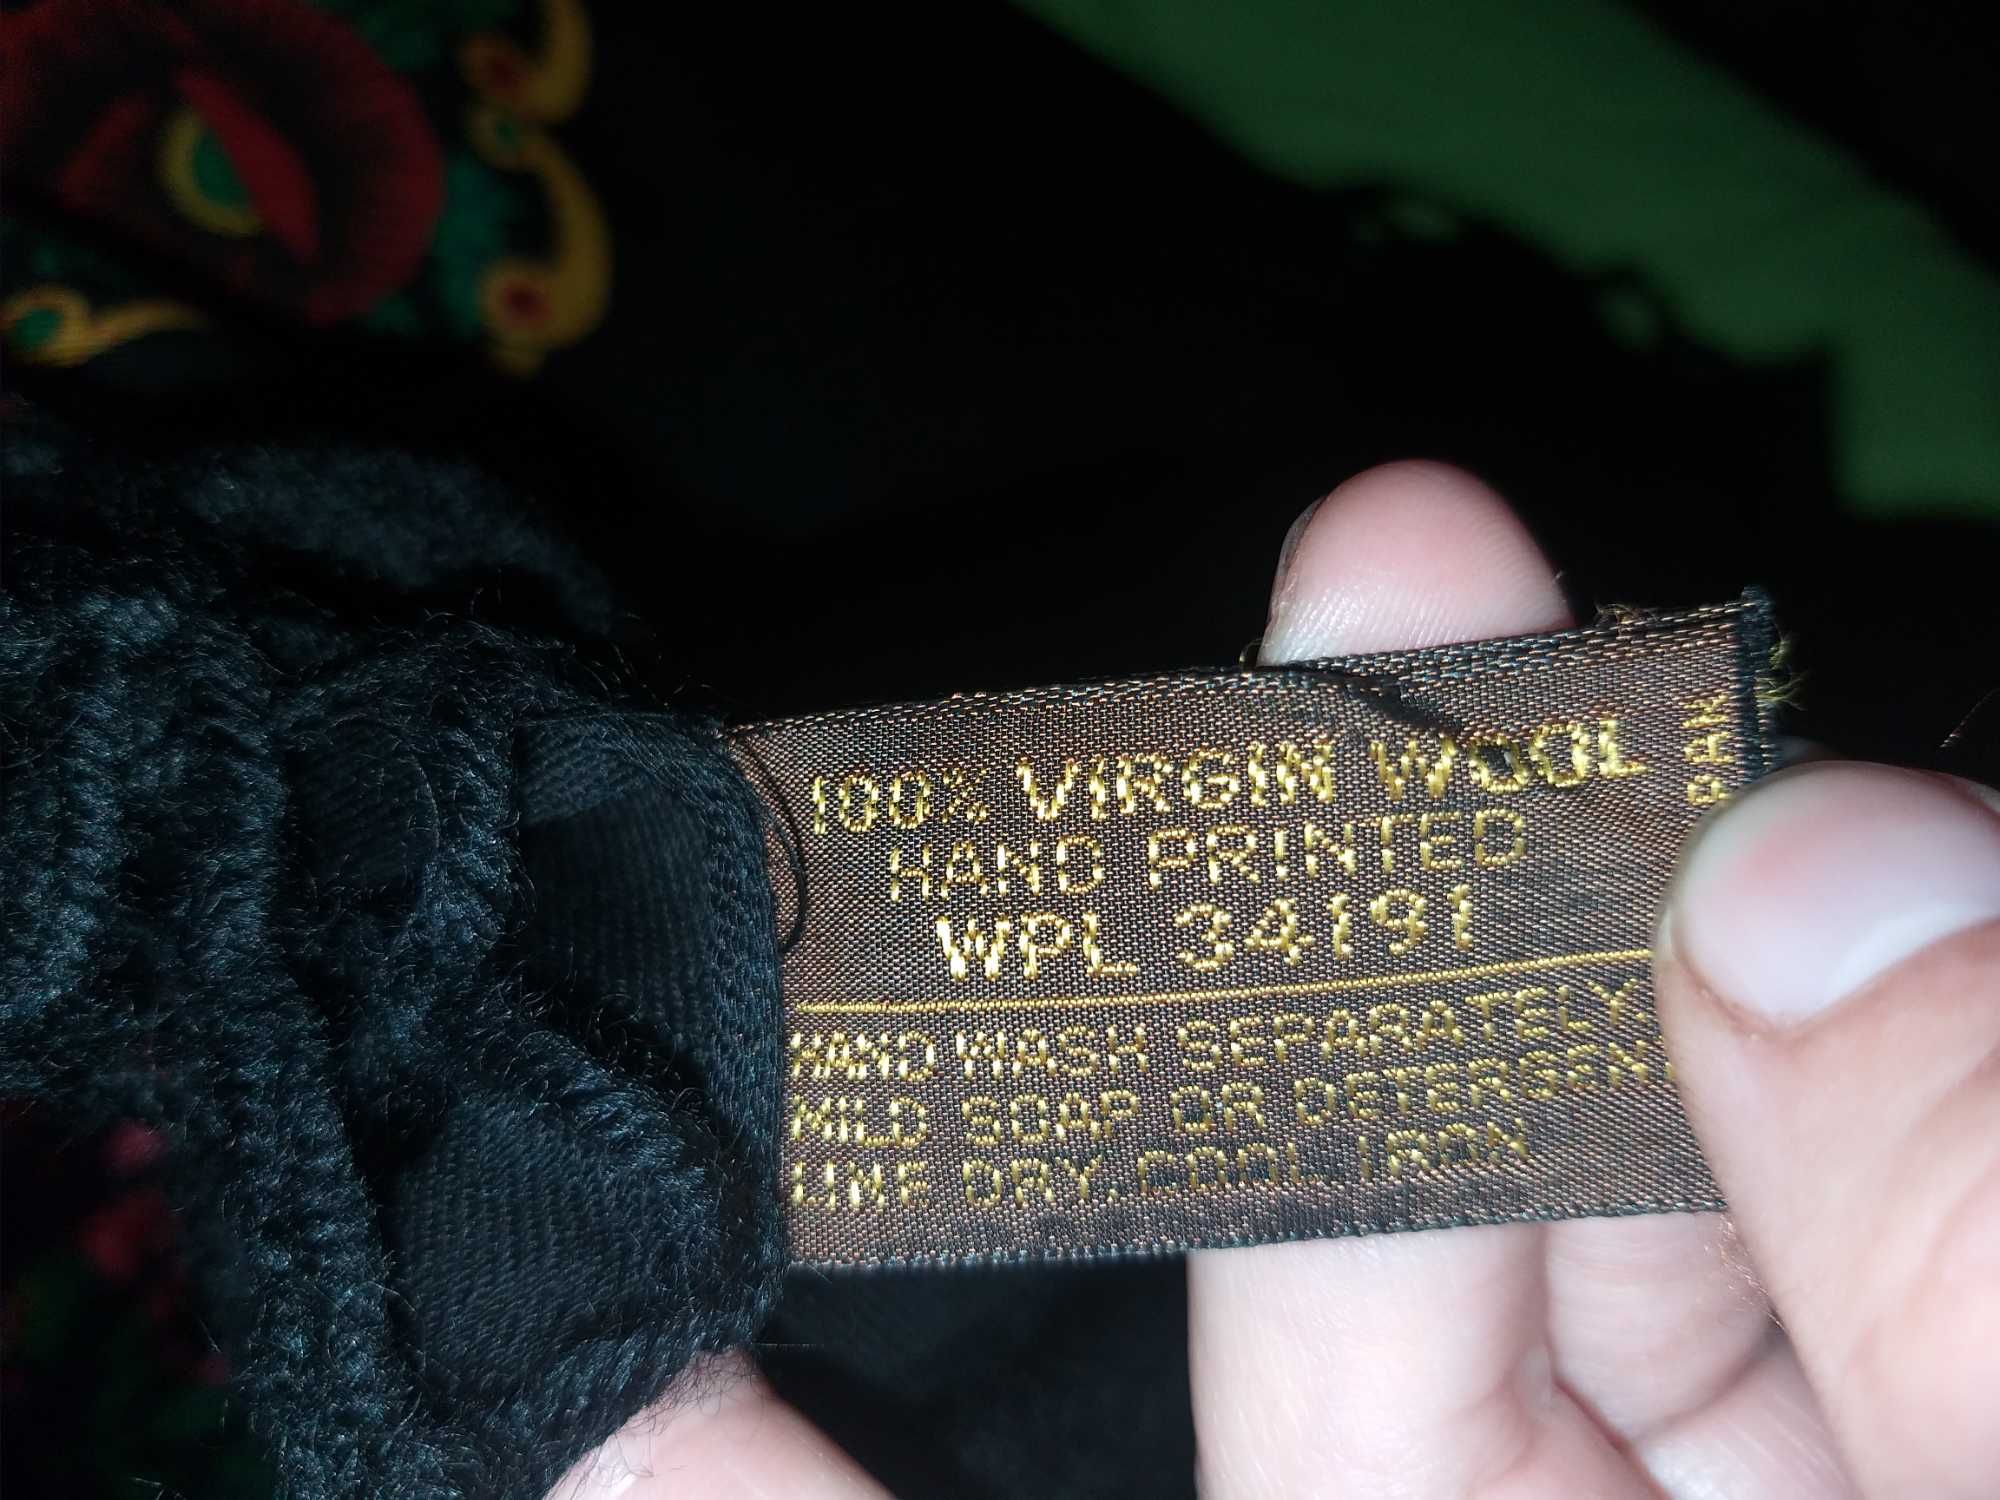 100% VIRGIN WOOL
HAND PRINTED
WPL 34191
HAND WASH SEPARATELY.
MILD SOAP OR DETERGENT
LINE DRY. COOL IRON